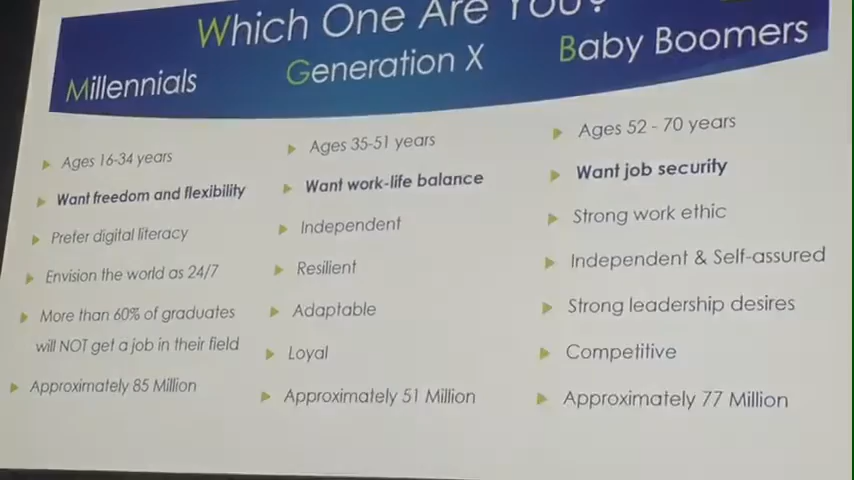 Which One Are You?
Millennials
Ages 16-34 years
Want freedom and flexibility
Prefer digital literacy
Envision the world as 24/7
More than 60% of graduates
will NOT get a job in their field
Approximately 85 Million
Generation X
Ages 35-51 years
Want work-life balance
Independent
Resilient
Adaptable
Loyal
Approximately 51 Million
Baby Boomers
Ages 52 - 70 years
Want job security
Strong work ethic
Independent & Self-assured
Strong leadership desires
Competitive
Approximately 77 Million